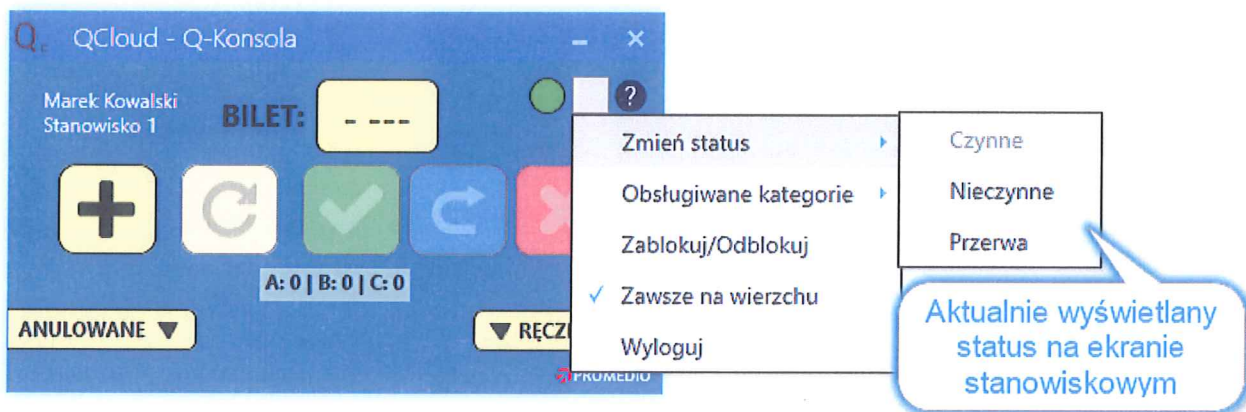 QCloud - Q-Konsola
Marek Kowalski
Stanowisko 1
BILET:
- ---
?
A: 0 | B: 0 | C: 0
ANULOWANE ▼
▼ RĘCZ
PROMEDIO
Zmień status
Obsługiwane kategorie
Zablokuj/Odblokuj
✓ Zawsze na wierzchu
Wyloguj
Czynne
Nieczynne
Przerwa
Aktualnie wyświetlany
status na ekranie
stanowiskowym